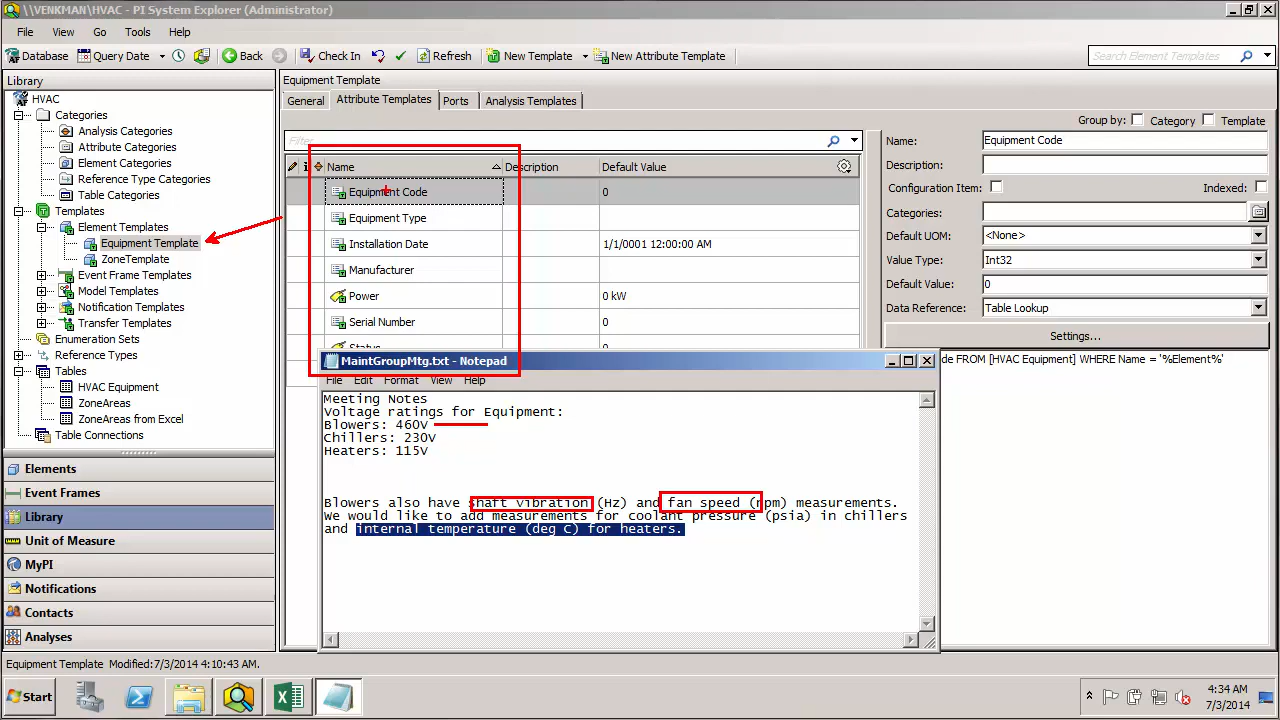 \\VENKMAN\HVAC - PI System Explorer (Administrator)
File View Go Tools Help
Database Query Date Back Check In Refresh New Template New Attribute Template
Search Element Templates
Library
HVAC
Categories
Analysis Categories
Attribute Categories
Element Categories
Reference Type Categories
Table Categories
Templates
Element Templates
Equipment Template
ZoneTemplate
Event Frame Templates
Model Templates
Notification Templates
Transfer Templates
Enumeration Sets
Reference Types
Tables
HVAC Equipment
ZoneAreas
ZoneAreas from Excel
Table Connections
Elements
Event Frames
Library
Unit of Measure
MyPI
Notifications
Contacts
Analyses
Equipment Template
General Attribute Templates Ports Analysis Templates
Group by: Category Template
Filter
Name Description Default Value
Equipment Code 0
Equipment Type
Installation Date 1/1/0001 12:00:00 AM
Manufacturer
Power 0 kW
Serial Number 0
Status 0
Name: Equipment Code
Description:
Configuration Item: Indexed:
Categories:
Default UOM: <None>
Value Type: Int32
Default Value: 0
Data Reference: Table Lookup
Settings...
de FROM [HVAC Equipment] WHERE Name = '%Element%'
MaintGroupMtg.txt - Notepad
File Edit Format View Help
Meeting Notes
Voltage ratings for Equipment:
Blowers: 460V
Chillers: 230V
Heaters: 115V
Blowers also have shaft vibration (Hz) and fan speed (rpm) measurements.
We would like to add measurements for coolant pressure (psia) in chillers
and internal temperature (deg C) for heaters.
Equipment Template Modified:7/3/2014 4:10:43 AM.
Start
4:34 AM
7/3/2014